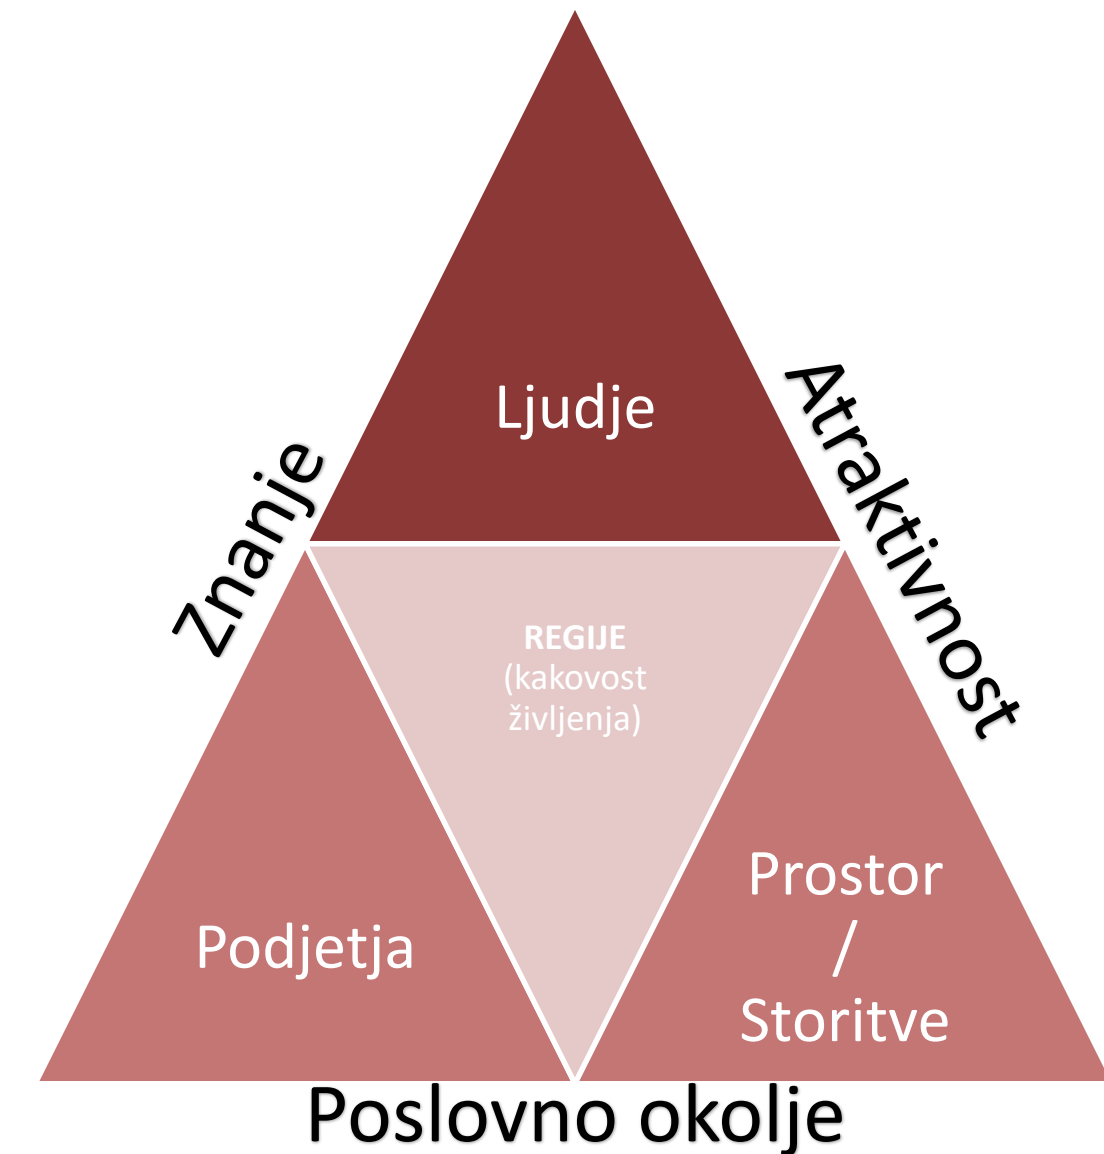 Ljudje
Znanje
Atraktivnost
REGIJE
(kakovost
življenja)
Podjetja
Prostor
/
Storitve
Poslovno okolje